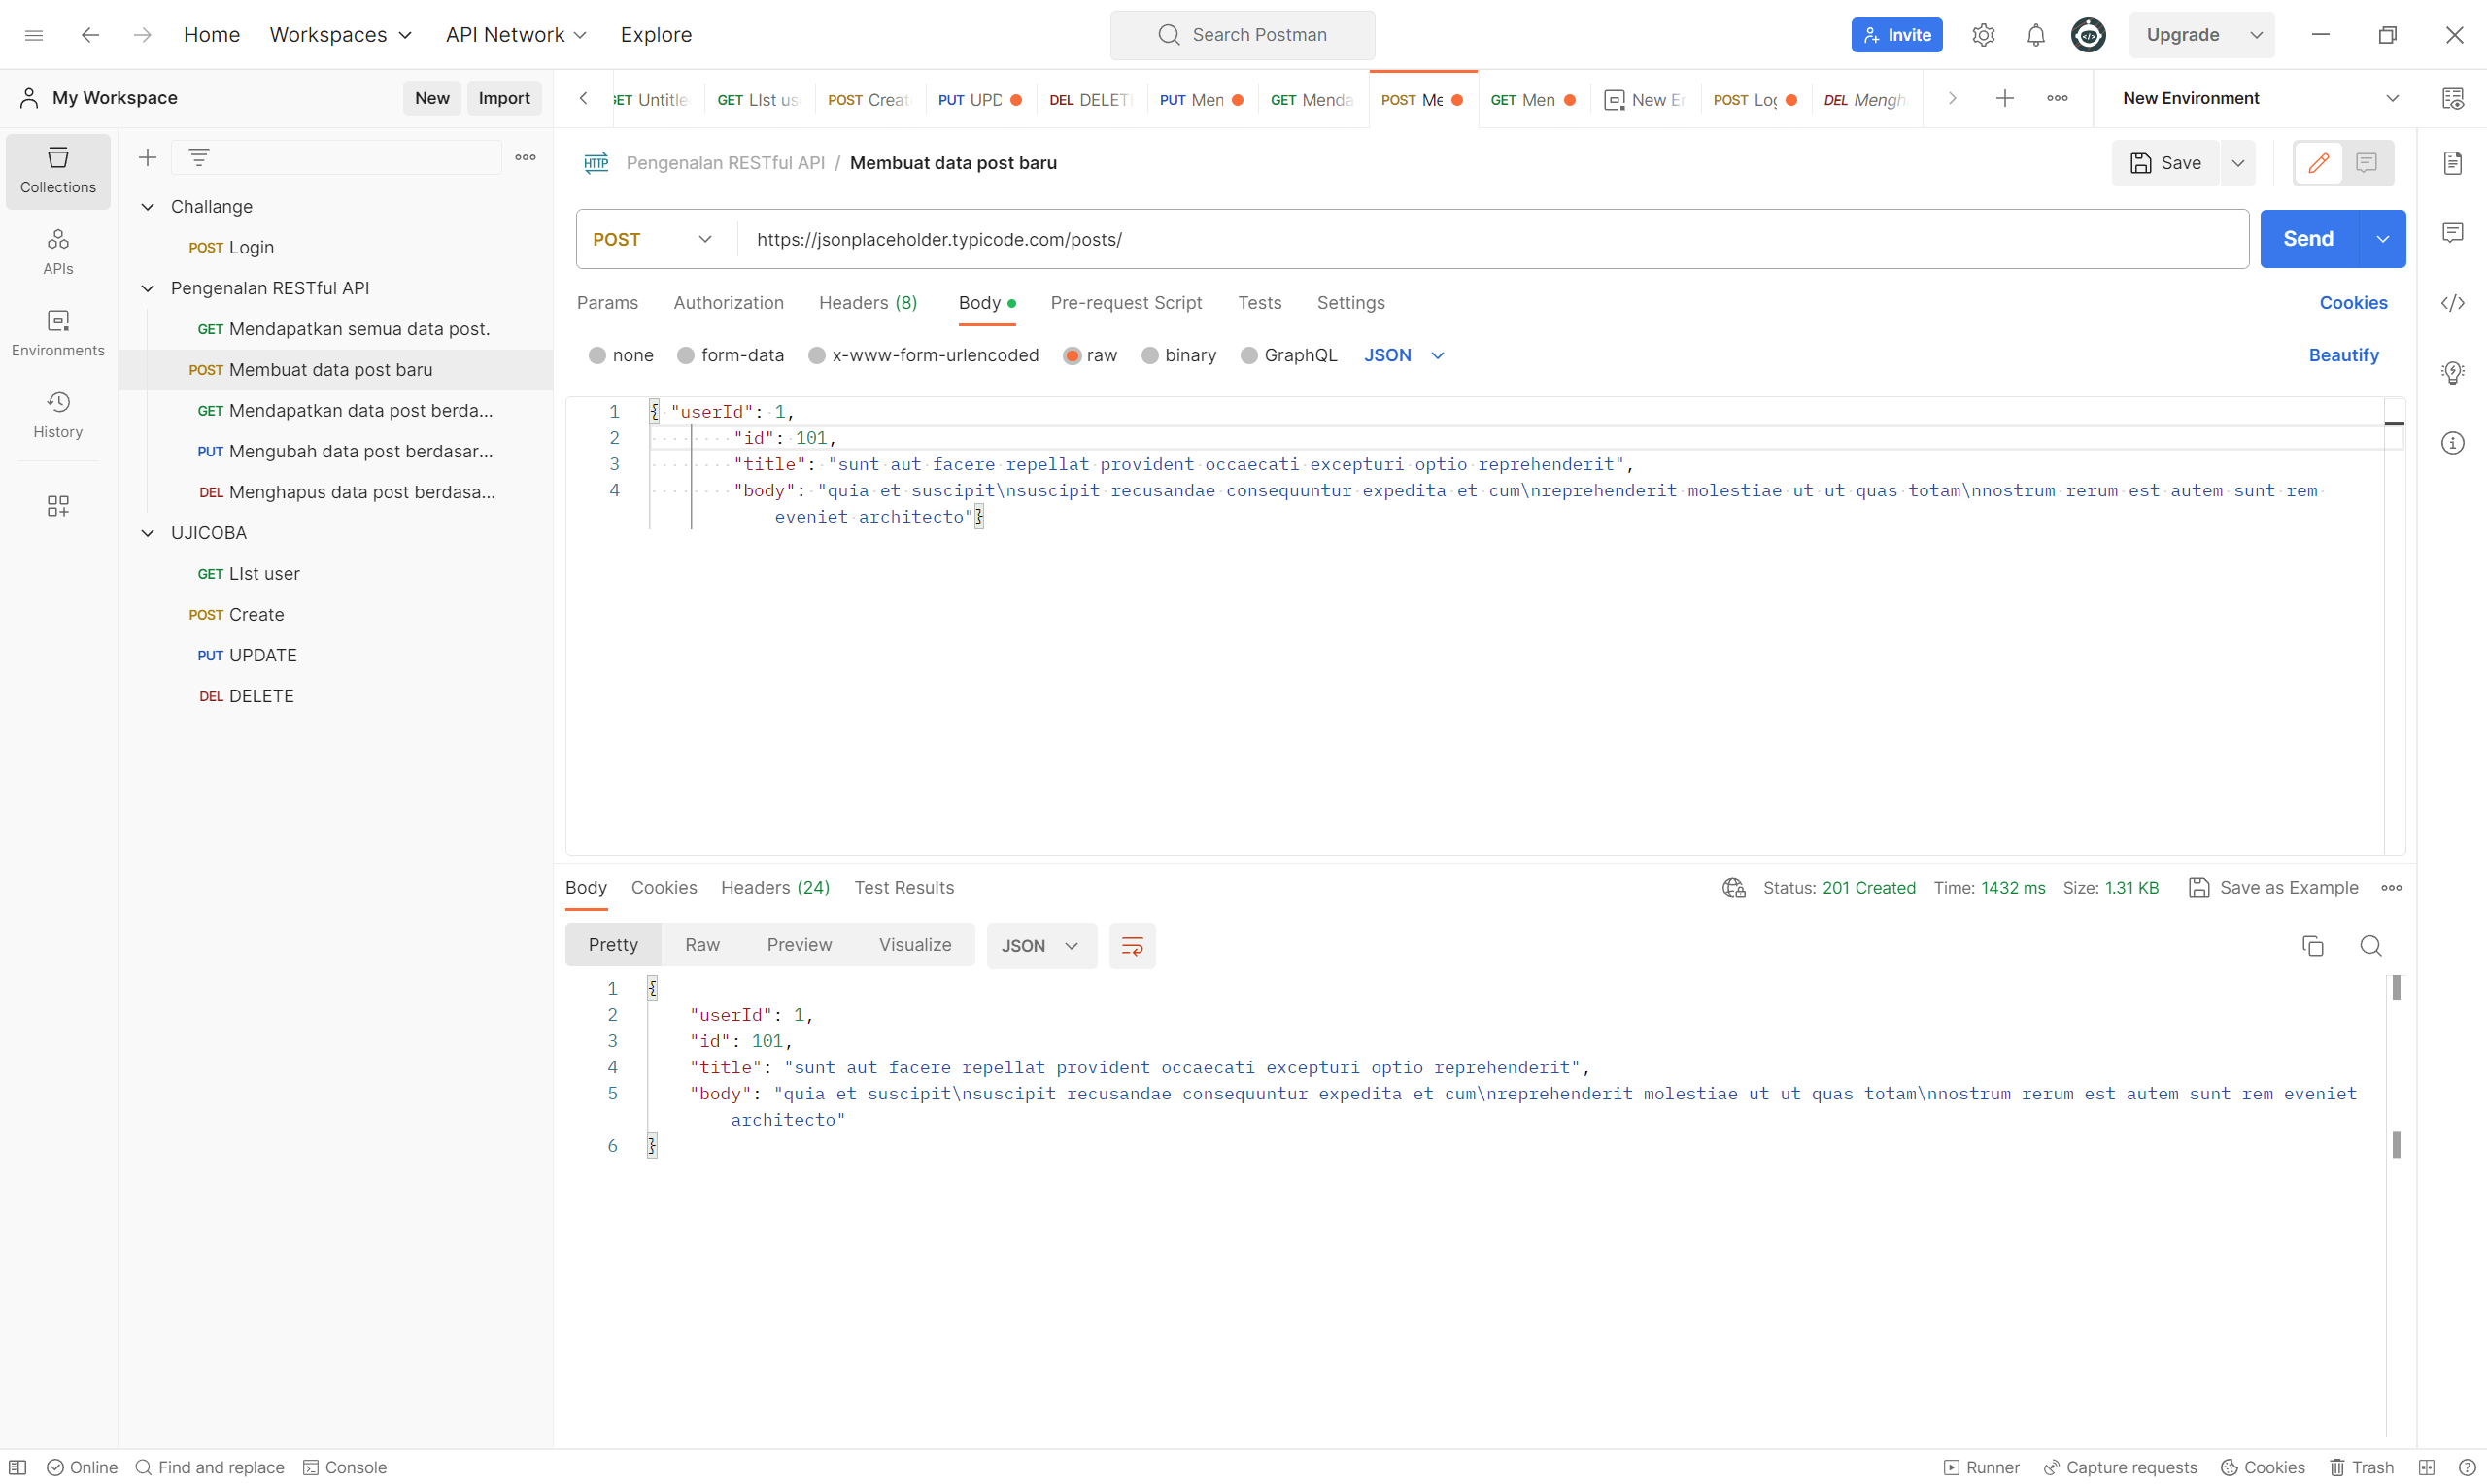 Home Workspaces API Network Explore Search Postman Invite Upgrade
My Workspace New Import
GET Untitle GET LIst us POST Creat PUT UPD DEL DELET PUT Men GET Menda POST Me GET Men New E POST Log DEL Mengh New Environment
Collections
APIs
Environments
History
Challange
POST Login
Pengenalan RESTful API
GET Mendapatkan semua data post.
POST Membuat data post baru
GET Mendapatkan data post berda...
PUT Mengubah data post berdasar...
DEL Menghapus data post berdasa...
UJICOBA
GET LIst user
POST Create
PUT UPDATE
DEL DELETE
HTTP Pengenalan RESTful API / Membuat data post baru Save
POST https://jsonplaceholder.typicode.com/posts/ Send
Params Authorization Headers (8) Body Pre-request Script Tests Settings Cookies
none form-data x-www-form-urlencoded raw binary GraphQL JSON Beautify
1 { "userId": 1,
2 "id": 101,
3 "title": "sunt aut facere repellat provident occaecati excepturi optio reprehenderit",
4 "body": "quia et suscipit\nsuscipit recusandae consequuntur expedita et cum\nreprehenderit molestiae ut ut quas totam\nnostrum rerum est autem sunt rem
eveniet architecto"}
Body Cookies Headers (24) Test Results Status: 201 Created Time: 1432 ms Size: 1.31 KB Save as Example
Pretty Raw Preview Visualize JSON
1 {
2 "userId": 1,
3 "id": 101,
4 "title": "sunt aut facere repellat provident occaecati excepturi optio reprehenderit",
5 "body": "quia et suscipit\nsuscipit recusandae consequuntur expedita et cum\nreprehenderit molestiae ut ut quas totam\nnostrum rerum est autem sunt rem eveniet
architecto"
6 }
Online Find and replace Console Runner Capture requests Cookies Trash